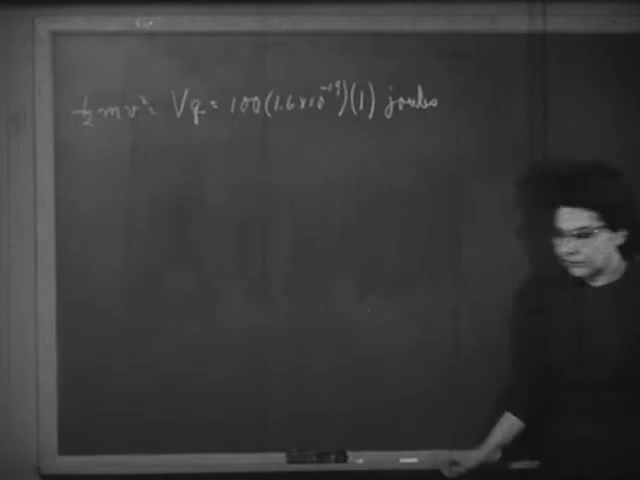 ½mv² = Vq = 100(1.6×10⁻¹⁹)(1) joules